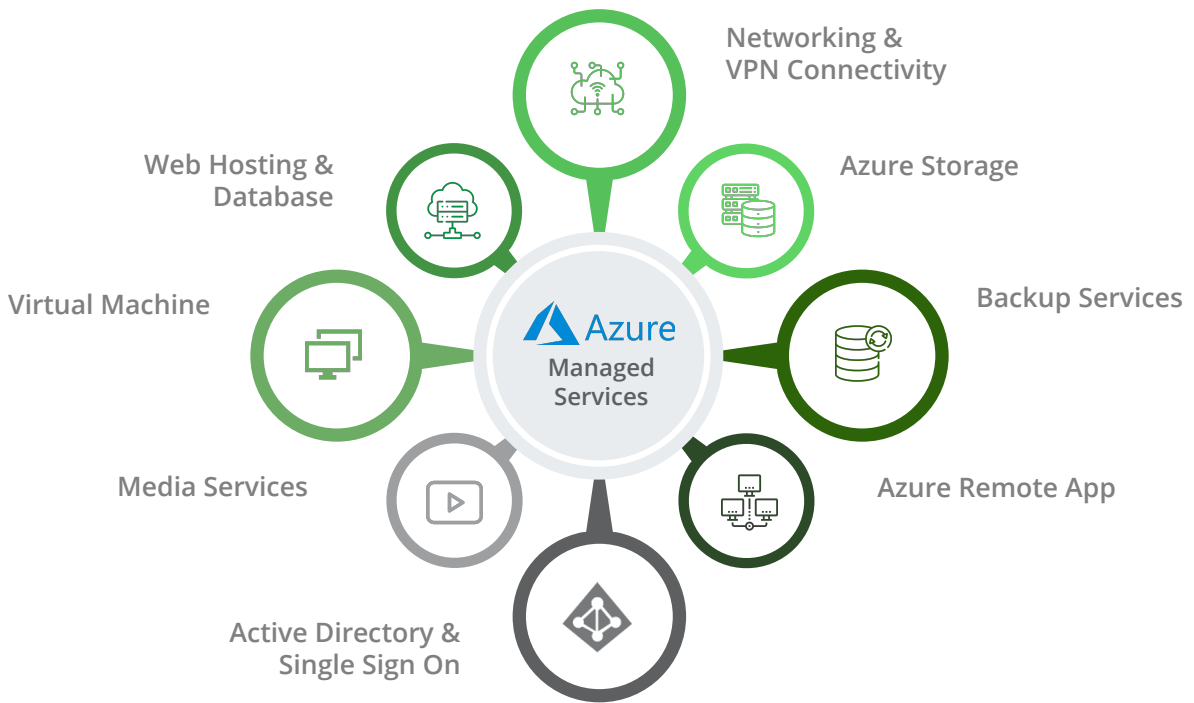 Networking &
VPN Connectivity
Web Hosting &
Database
Azure Storage
Virtual Machine
Backup Services
Azure
Managed
Services
Media Services
Azure Remote App
Active Directory &
Single Sign On